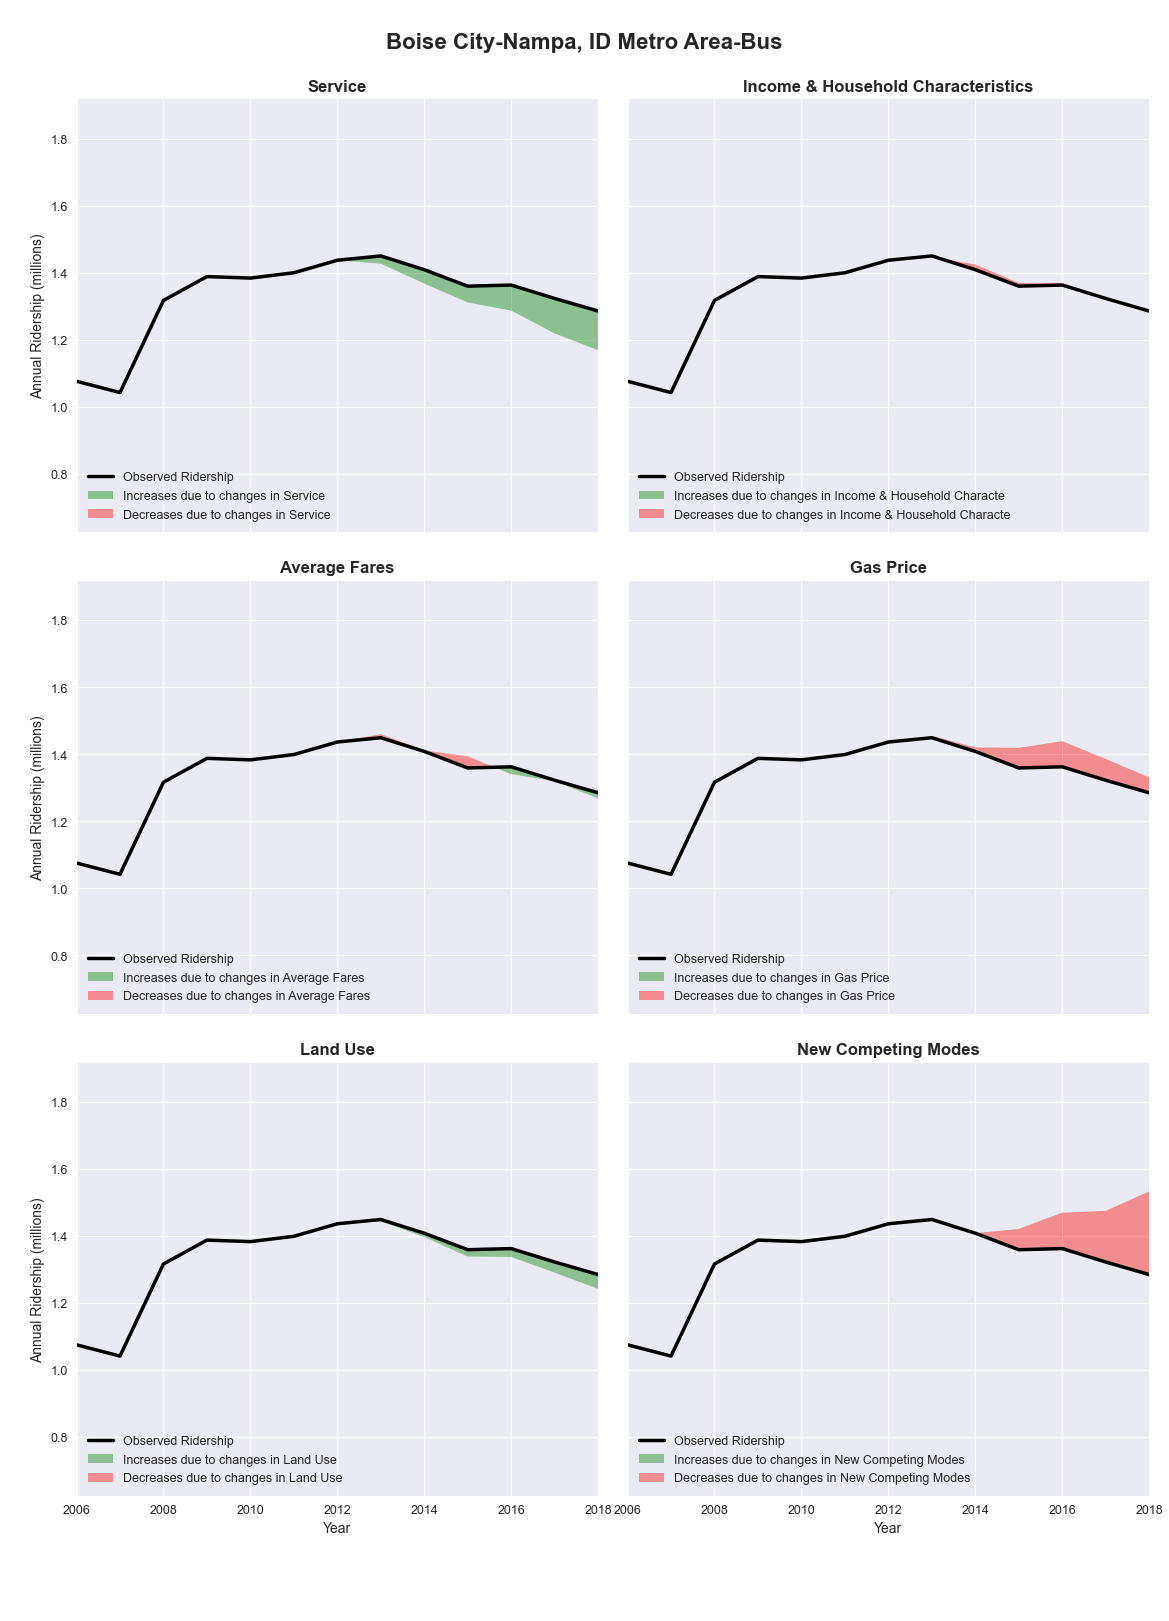 Boise City-Nampa, ID Metro Area-Bus
Service
Annual Ridership (millions)
1.8
1.6
1.4
1.2
1.0
0.8
Observed Ridership
Increases due to changes in Service
Decreases due to changes in Service
Income & Household Characteristics
Observed Ridership
Increases due to changes in Income & Household Characte
Decreases due to changes in Income & Household Characte
Average Fares
Annual Ridership (millions)
1.8
1.6
1.4
1.2
1.0
0.8
Observed Ridership
Increases due to changes in Average Fares
Decreases due to changes in Average Fares
Gas Price
Observed Ridership
Increases due to changes in Gas Price
Decreases due to changes in Gas Price
Land Use
Annual Ridership (millions)
1.8
1.6
1.4
1.2
1.0
0.8
Observed Ridership
Increases due to changes in Land Use
Decreases due to changes in Land Use
2006 2008 2010 2012 2014 2016 2018
Year
New Competing Modes
Observed Ridership
Increases due to changes in New Competing Modes
Decreases due to changes in New Competing Modes
2006 2008 2010 2012 2014 2016 2018
Year